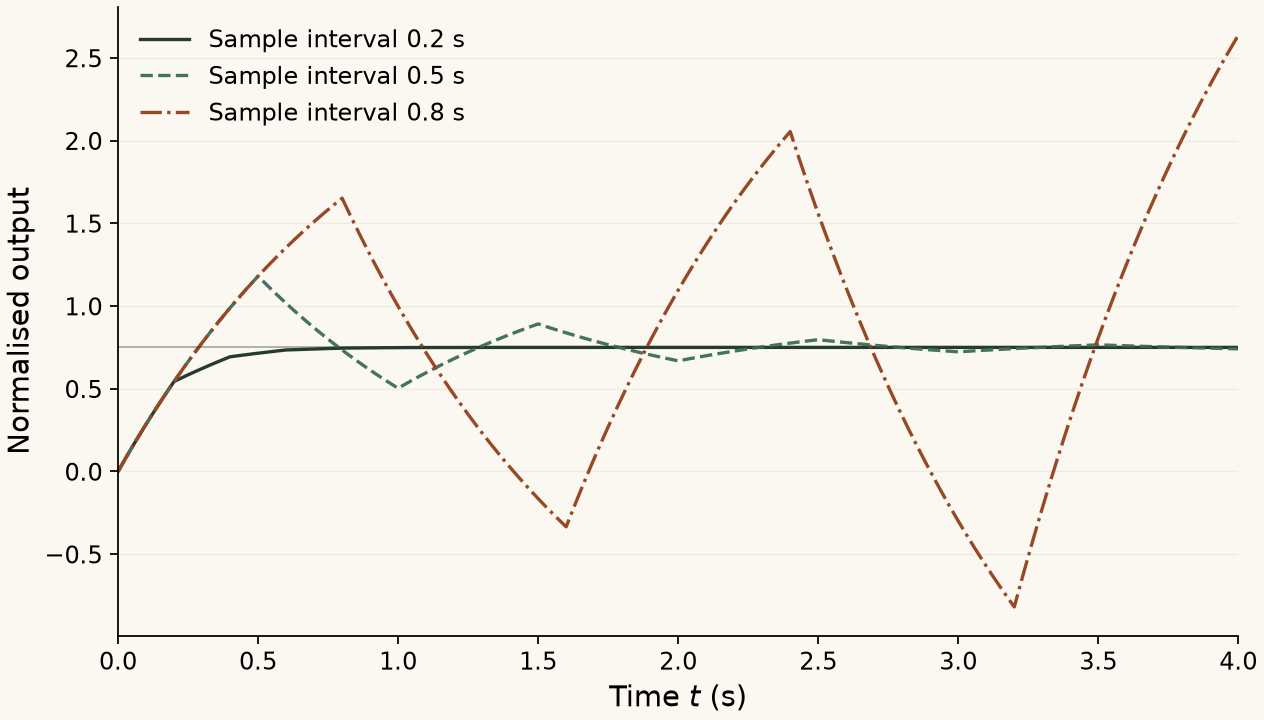 Sample interval 0.2 s
Sample interval 0.5 s
Sample interval 0.8 s
Normalised output
2.5
2.0
1.5
1.0
0.5
0.0
−0.5
0.0 0.5 1.0 1.5 2.0 2.5 3.0 3.5 4.0
Time t (s)